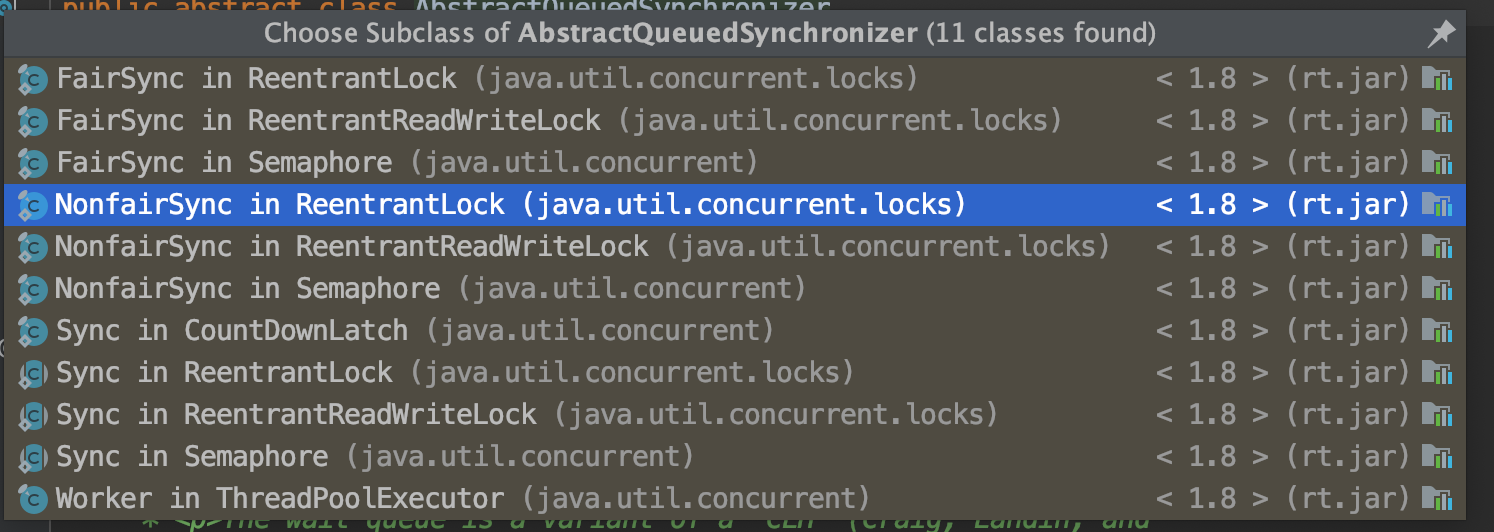 public abstract class AbstractQueuedSynchronizer
Choose Subclass of AbstractQueuedSynchronizer (11 classes found)
FairSync in ReentrantLock (java.util.concurrent.locks) < 1.8 > (rt.jar)
FairSync in ReentrantReadWriteLock (java.util.concurrent.locks) < 1.8 > (rt.jar)
FairSync in Semaphore (java.util.concurrent) < 1.8 > (rt.jar)
NonfairSync in ReentrantLock (java.util.concurrent.locks) < 1.8 > (rt.jar)
NonfairSync in ReentrantReadWriteLock (java.util.concurrent.locks) < 1.8 > (rt.jar)
NonfairSync in Semaphore (java.util.concurrent) < 1.8 > (rt.jar)
Sync in CountDownLatch (java.util.concurrent) < 1.8 > (rt.jar)
Sync in ReentrantLock (java.util.concurrent.locks) < 1.8 > (rt.jar)
Sync in ReentrantReadWriteLock (java.util.concurrent.locks) < 1.8 > (rt.jar)
Sync in Semaphore (java.util.concurrent) < 1.8 > (rt.jar)
Worker in ThreadPoolExecutor (java.util.concurrent) < 1.8 > (rt.jar)
* <p>The wait queue is a variant of a "CLH" (Craig, Landin, and